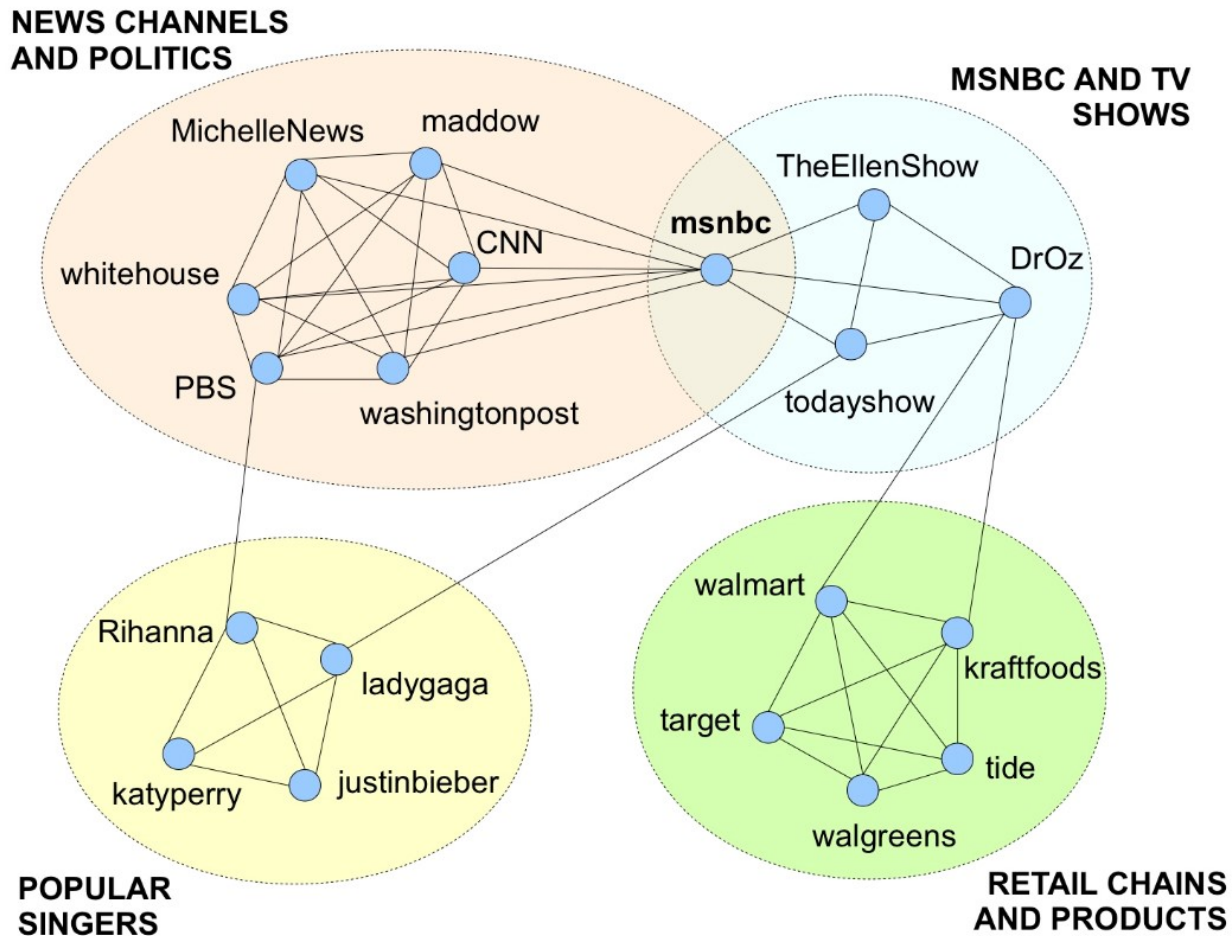 NEWS CHANNELS
AND POLITICS
MSNBC AND TV
SHOWS
MichelleNews
maddow
TheEllenShow
msnbc
CNN
DrOz
whitehouse
PBS
washingtonpost
todayshow
walmart
Rihanna
kraftfoods
ladygaga
target
tide
justinbieber
katyperry
walgreens
POPULAR
SINGERS
RETAIL CHAINS
AND PRODUCTS